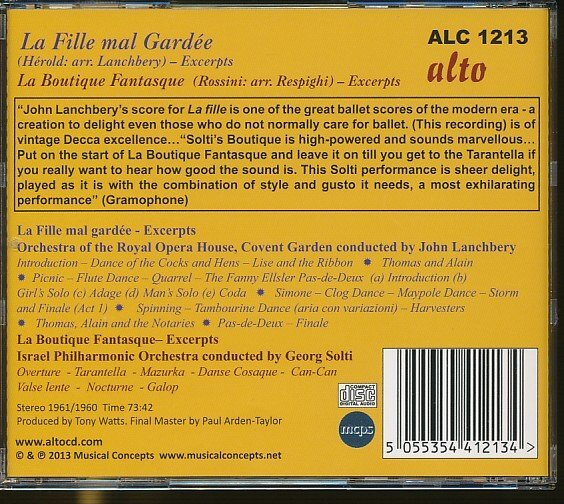 La Fille mal Gardée
(Hérold: arr. Lanchbery) – Excerpts
La Boutique Fantasque (Rossini: arr. Respighi) – Excerpts
ALC 1213
alto
“John Lanchbery's score for La fille is one of the great ballet scores of the modern era - a
creation to delight even those who do not normally care for ballet. (This recording) is of
vintage Decca excellence…“Solti's Boutique is high-powered and sounds marvellous…
Put on the start of La Boutique Fantasque and leave it on till you get to the Tarantella if
you really want to hear how good the sound is. This Solti performance is sheer delight,
played as it is with the combination of style and gusto it needs, a most exhilarating
performance” (Gramophone)
La Fille mal gardée - Excerpts
Orchestra of the Royal Opera House, Covent Garden conducted by John Lanchbery
Introduction – Dance of the Cocks and Hens – Lise and the Ribbon ✹ Thomas and Alain
✹ Picnic – Flute Dance – Quarrel – The Fanny Ellsler Pas-de-Deux (a) Introduction (b)
Girl's Solo (c) Adage (d) Man's Solo (e) Coda ✹ Simone – Clog Dance – Maypole Dance – Storm
and Finale (Act 1) ✹ Spinning – Tambourine Dance (aria con variazioni) – Harvesters
✹ Thomas, Alain and the Notaries ✹ Pas-de-Deux – Finale
La Boutique Fantasque– Excerpts
Israel Philharmonic Orchestra conducted by Georg Solti
Overture - Tarantella - Mazurka - Danse Cosaque - Can-Can
Valse lente - Nocturne - Galop
Stereo 1961/1960 Time 73:42
Produced by Tony Watts. Final Master by Paul Arden-Taylor
www.altocd.com
© & ℗ 2013 Musical Concepts www.musicalconcepts.net
COMPACT
disc
DIGITAL AUDIO
mcps
5 055354 412134 >